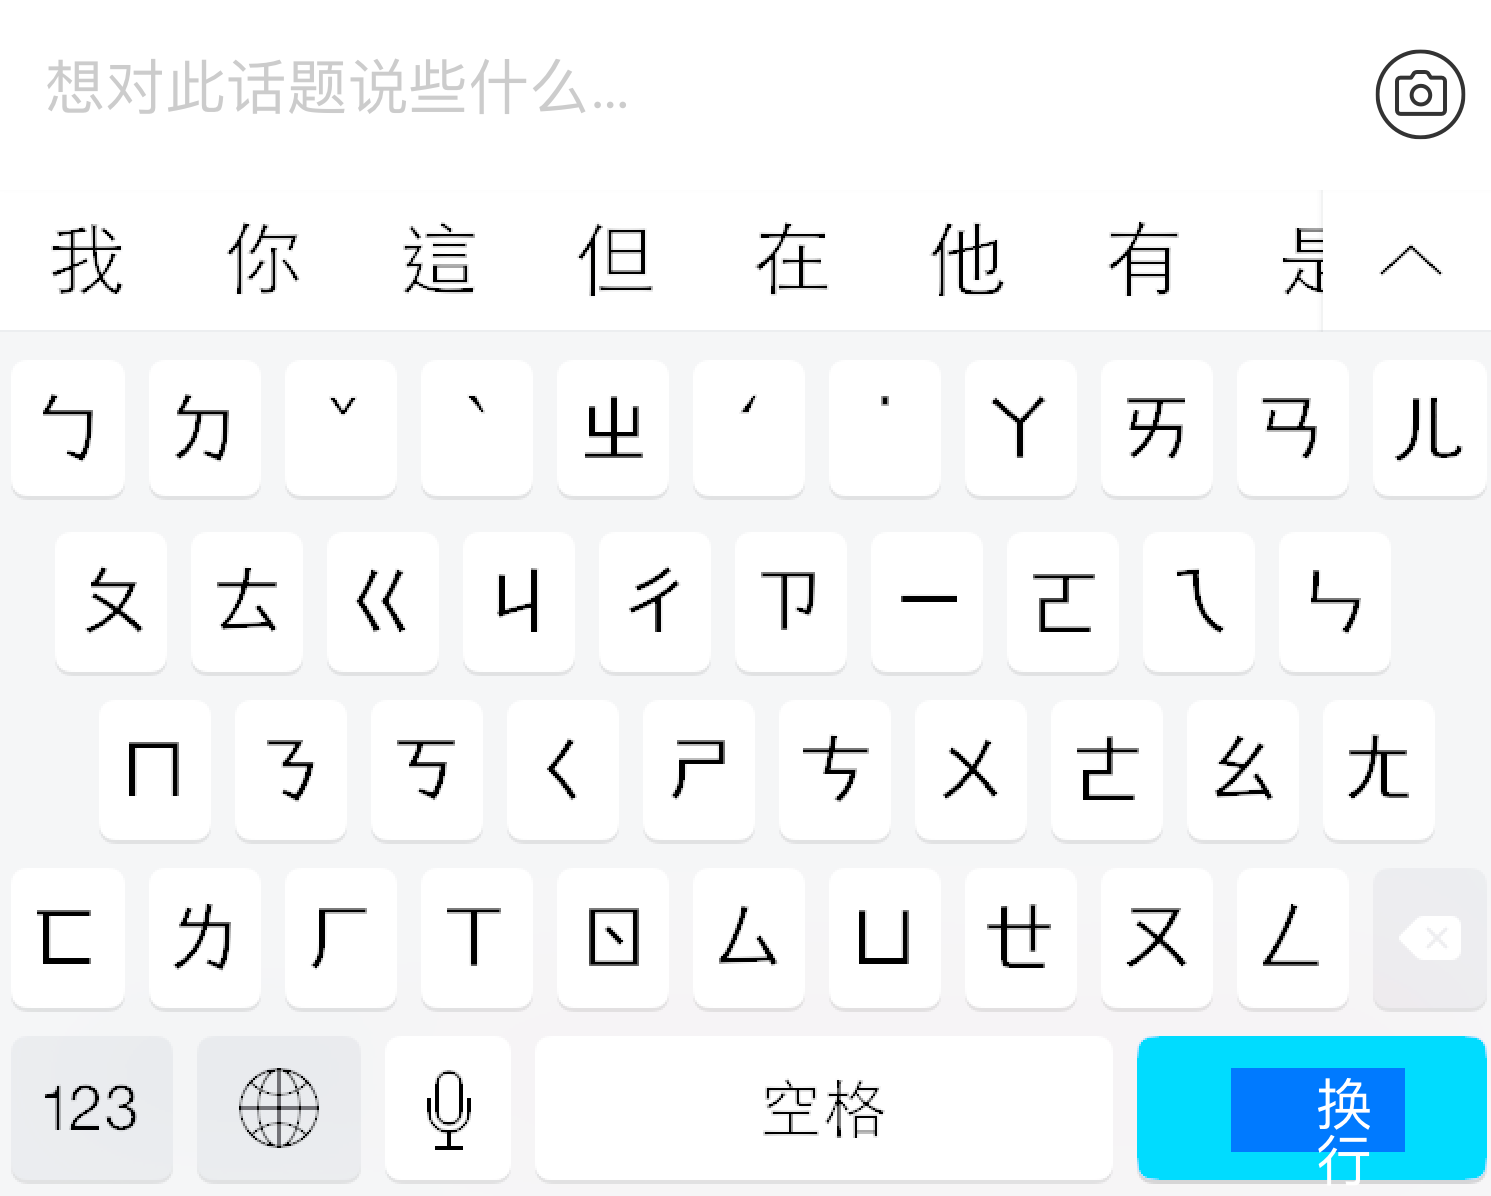 想对此话题说些什么...
我 你 這 但 在 他 有 是
ㄅ ㄉ ˇ ˋ ㄓ ˊ ˙ ㄚ ㄞ ㄢ ㄦ
ㄆ ㄊ ㄍ ㄐ ㄔ ㄗ ㄧ ㄛ ㄟ ㄣ
ㄇ ㄋ ㄎ ㄑ ㄕ ㄘ ㄨ ㄜ ㄠ ㄤ
ㄈ ㄌ ㄏ ㄒ ㄖ ㄙ ㄩ ㄝ ㄡ ㄥ
123 空格 换
行